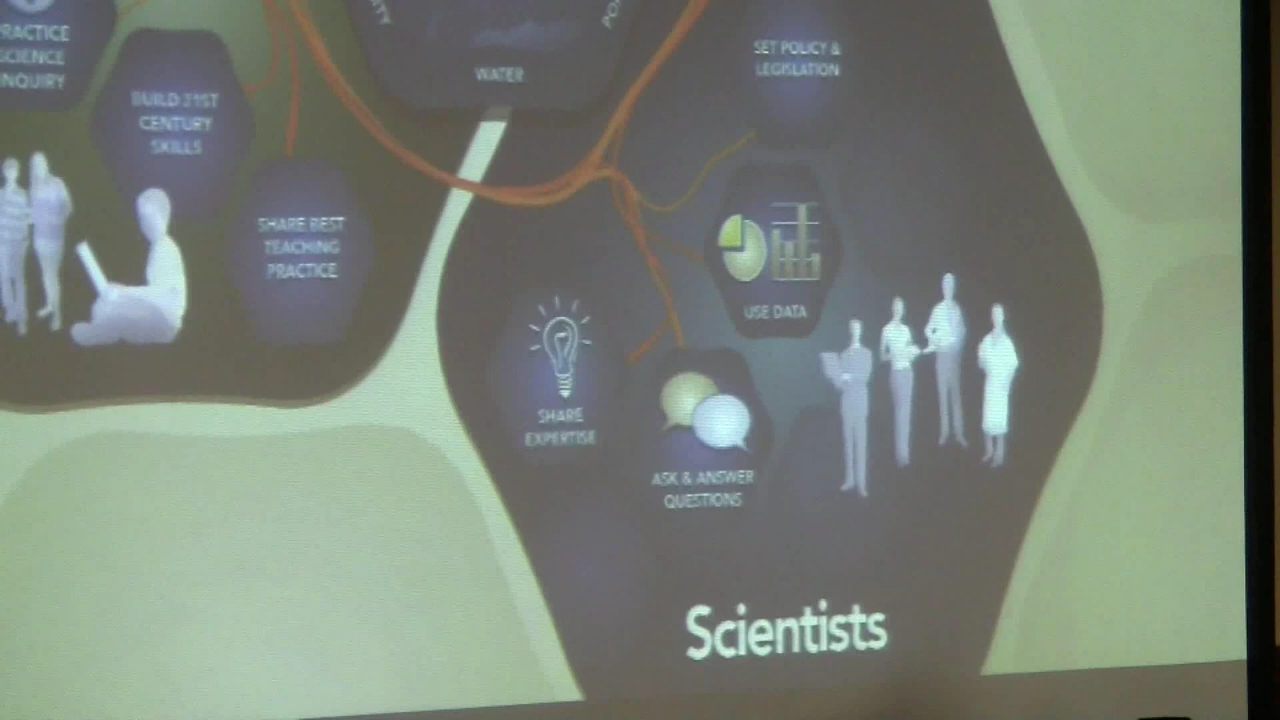 PRACTICE
SCIENCE
INQUIRY
BUILD 21ST
CENTURY
SKILLS
SHARE BEST
TEACHING
PRACTICE
WATER
SET POLICY &
LEGISLATION
USE DATA
SHARE
EXPERTISE
ASK & ANSWER
QUESTIONS
Scientists